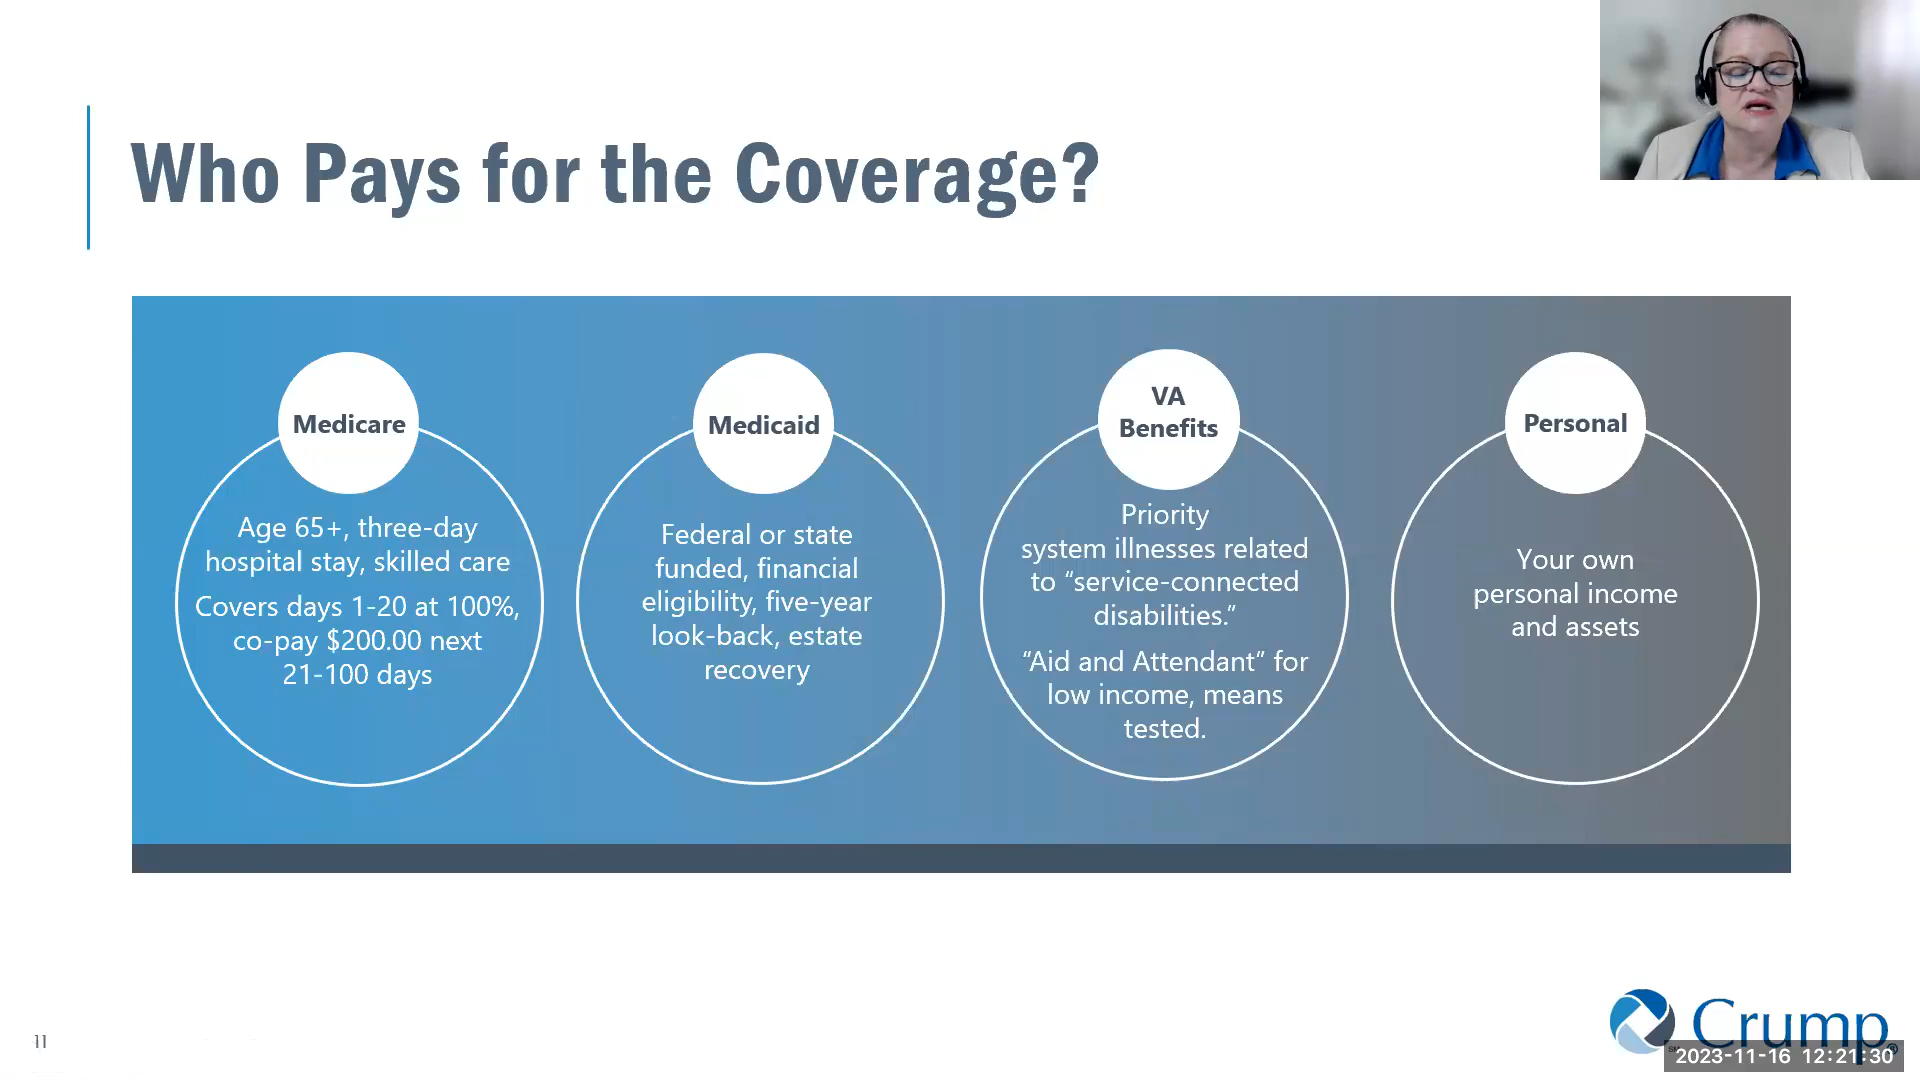 Who Pays for the Coverage?
Medicare
Age 65+, three-day
hospital stay, skilled care
Covers days 1-20 at 100%,
co-pay $200.00 next
21-100 days
Medicaid
Federal or state
funded, financial
eligibility, five-year
look-back, estate
recovery
VA
Benefits
Priority
system illnesses related
to “service-connected
disabilities.”
“Aid and Attendant” for
low income, means
tested.
Personal
Your own
personal income
and assets
11
Crump®
SM
2023-11-16 12:21:30